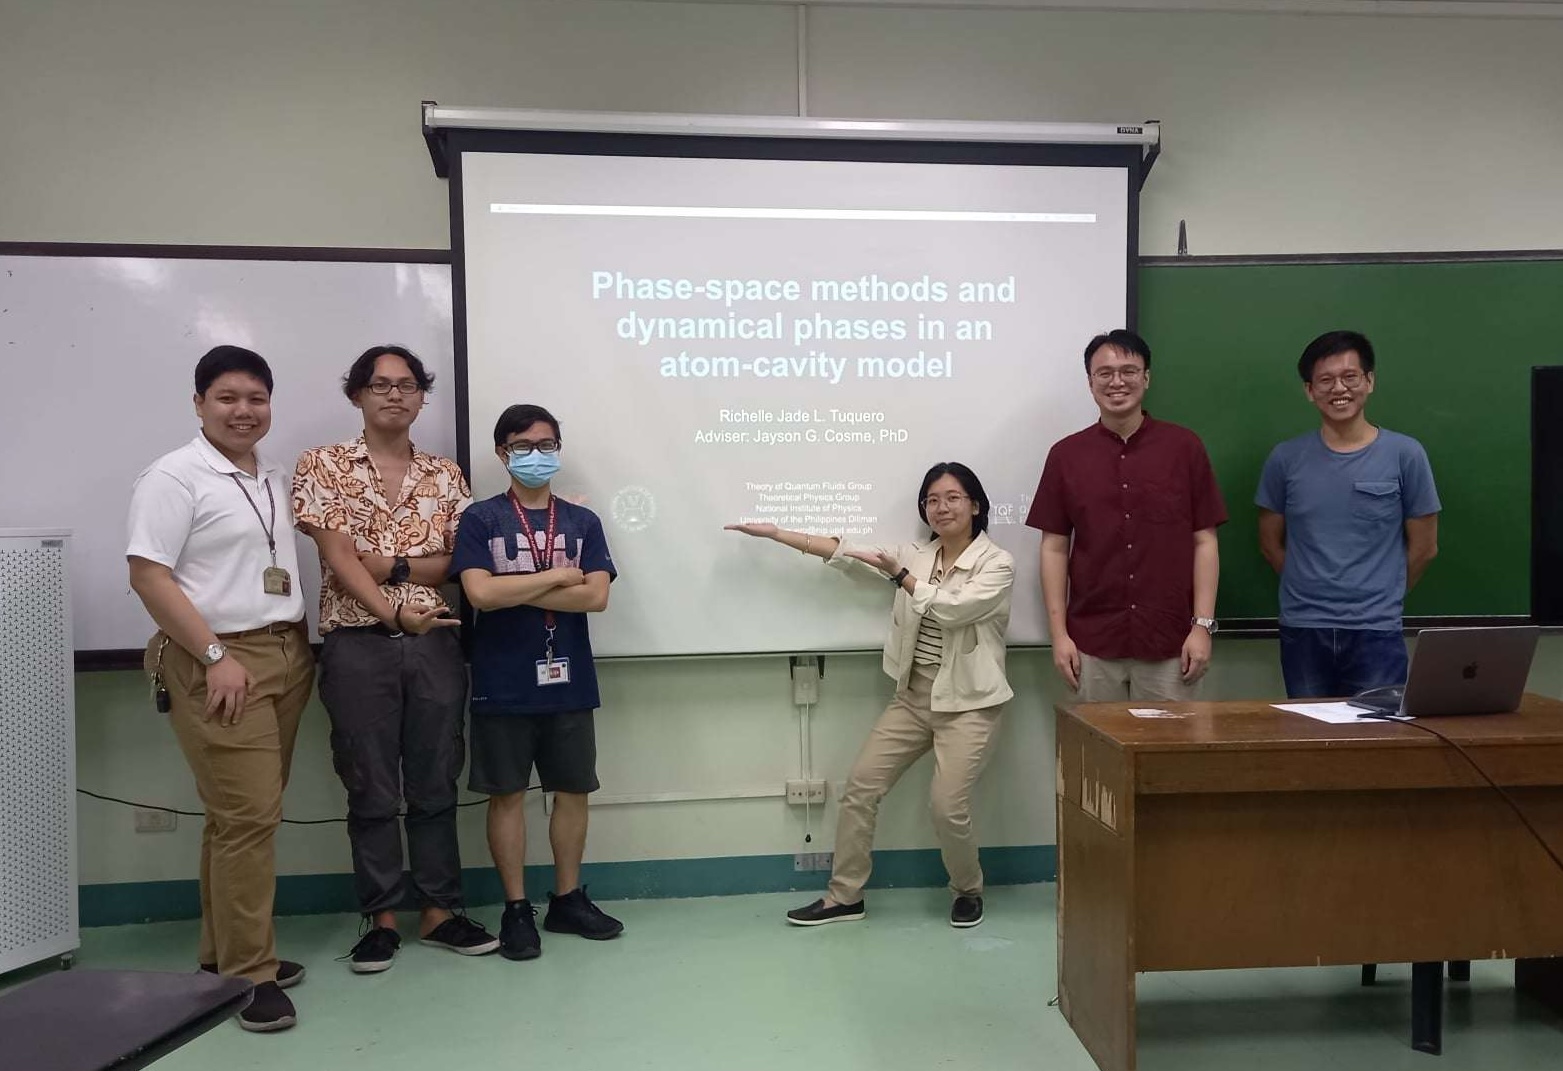 DYNA
Phase-space methods and
dynamical phases in an
atom-cavity model
Richelle Jade L. Tuquero
Adviser: Jayson G. Cosme, PhD
Theory of Quantum Fluids Group
Theoretical Physics Group
National Institute of Physics
University of the Philippines Diliman
TQF